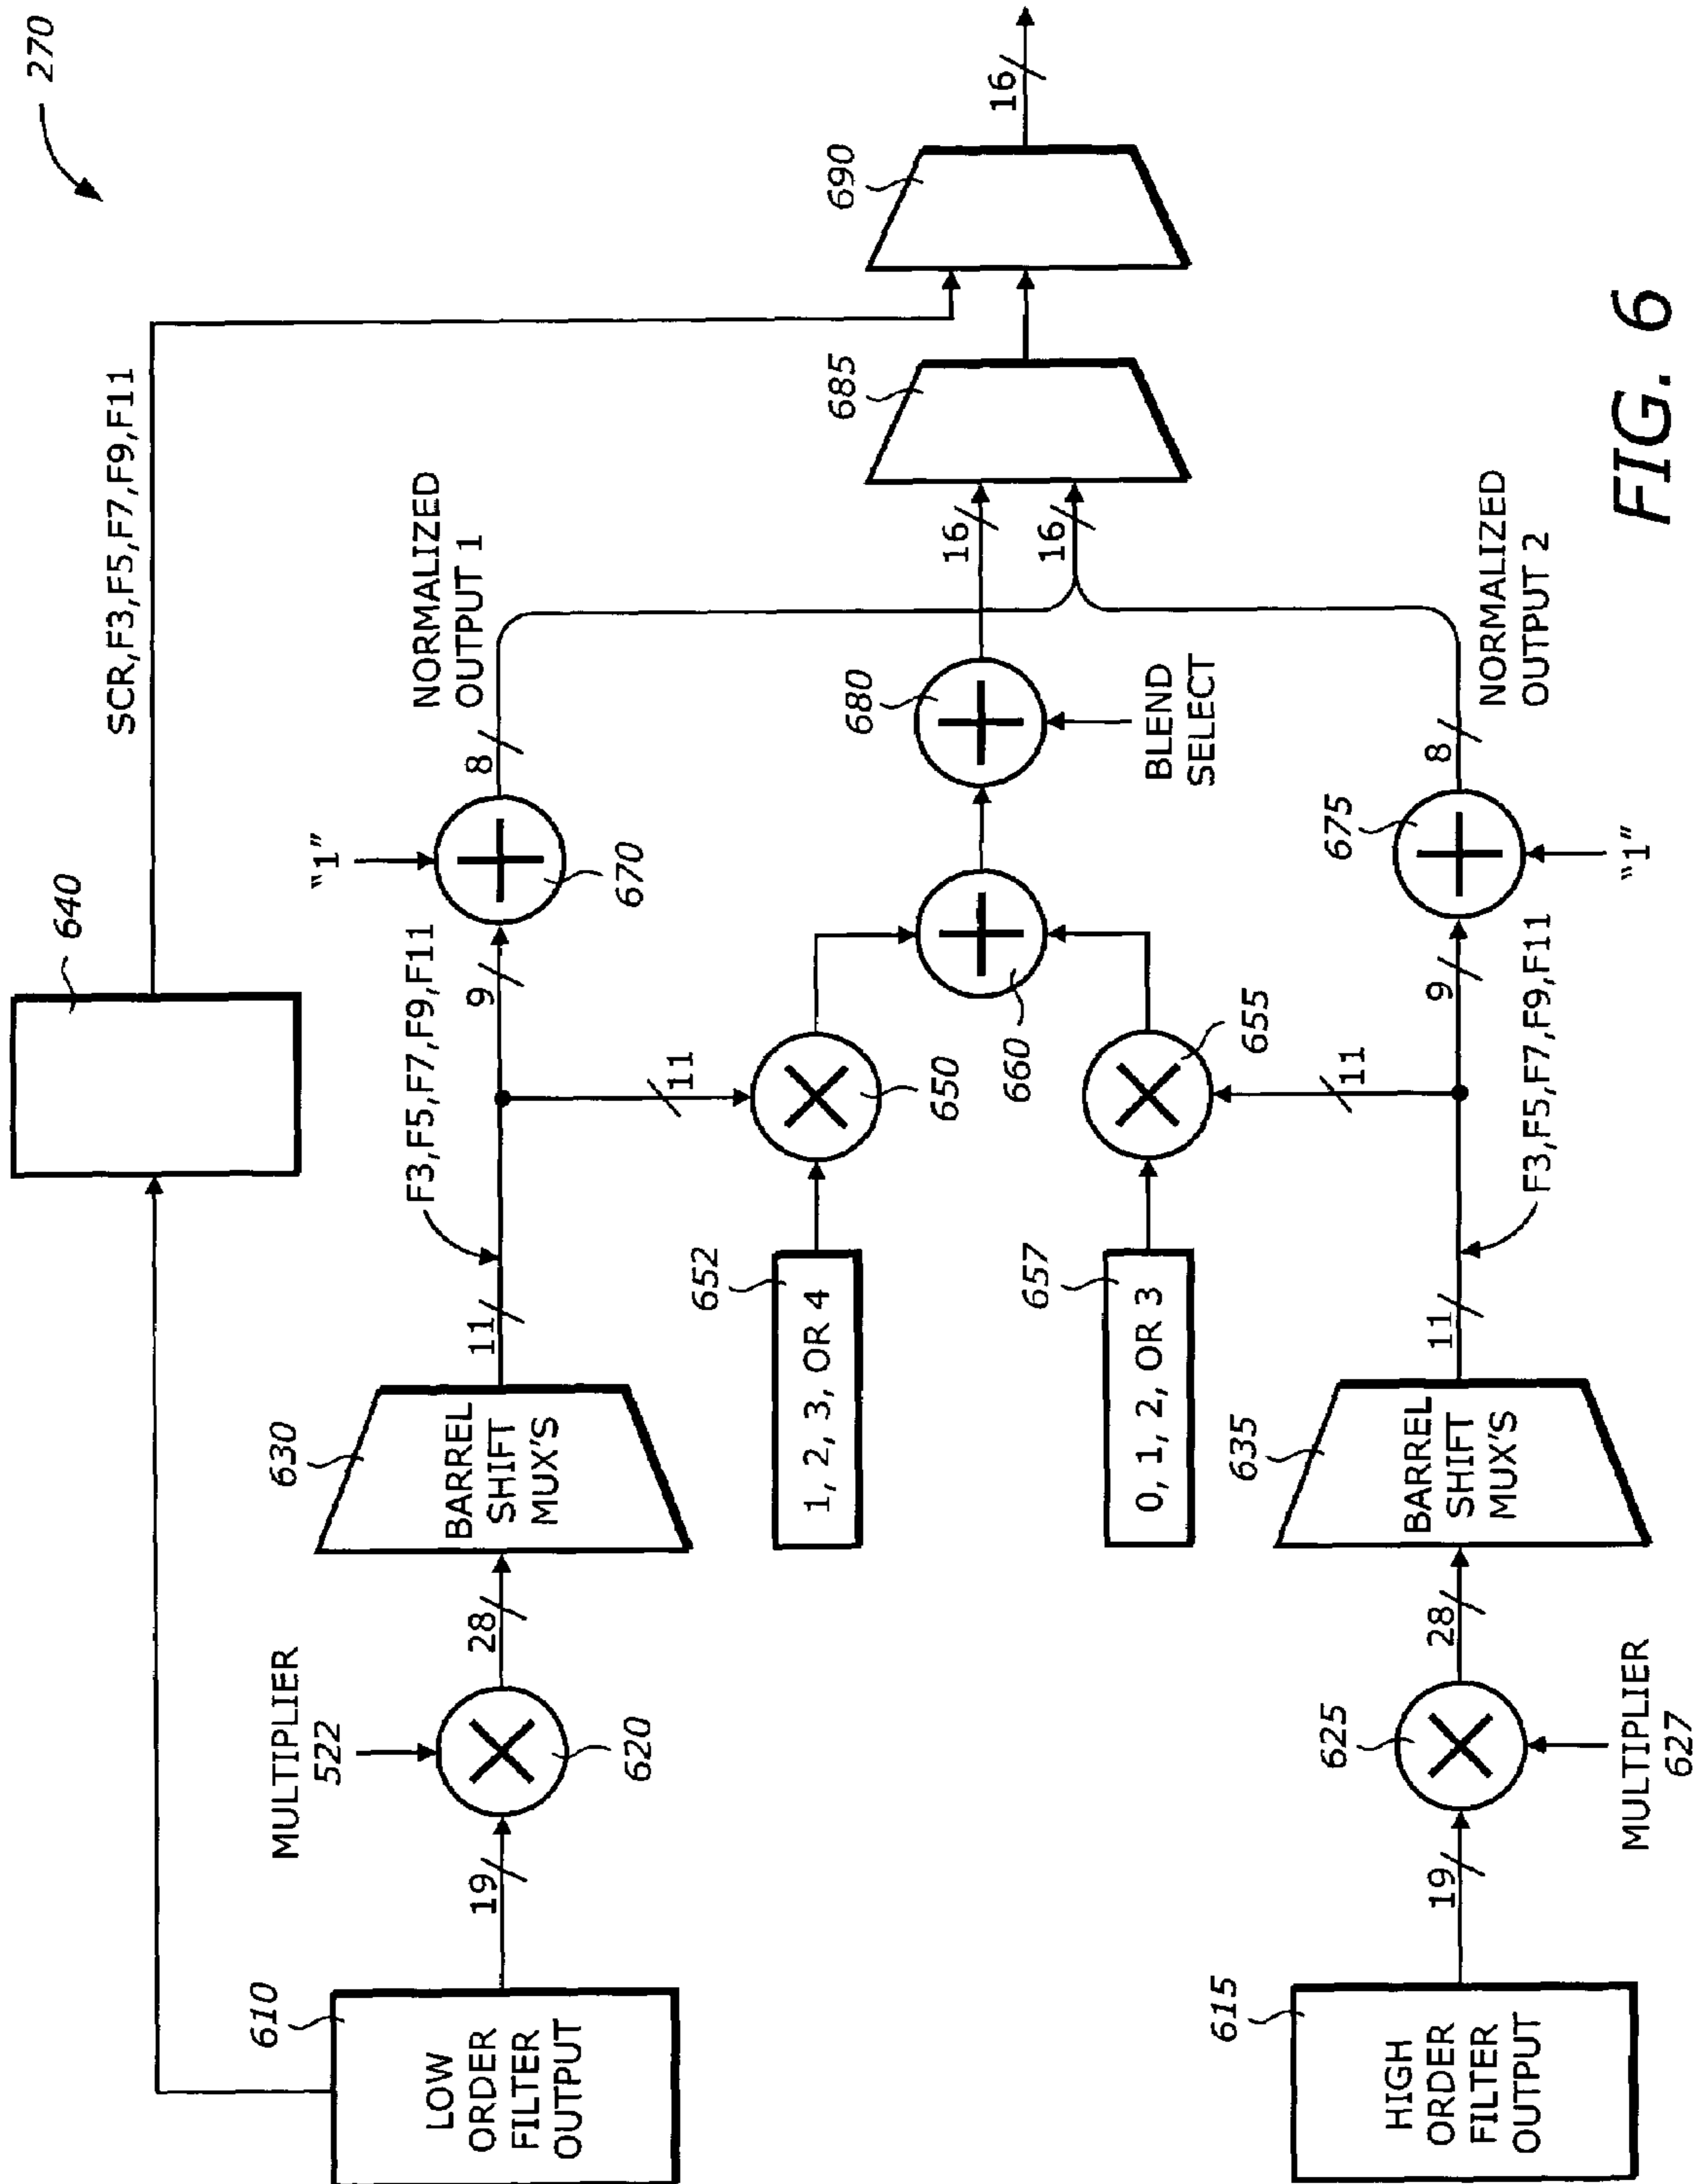 270
640
SCR,F3,F5,F7,F9,F11
610
LOW
ORDER
FILTER
OUTPUT
19
MULTIPLIER
522
620
28
630
BARREL
SHIFT
MUX'S
11
F3,F5,F7,F9,F11
9
"1"
670
8
NORMALIZED
OUTPUT 1
11
652
1, 2, 3, OR 4
650
660
680
BLEND
SELECT
16
16
685
690
16
657
0, 1, 2, OR 3
655
11
615
HIGH
ORDER
FILTER
OUTPUT
19
625
MULTIPLIER
627
28
635
BARREL
SHIFT
MUX'S
11
F3,F5,F7,F9,F11
9
675
"1"
8
NORMALIZED
OUTPUT 2
FIG. 6